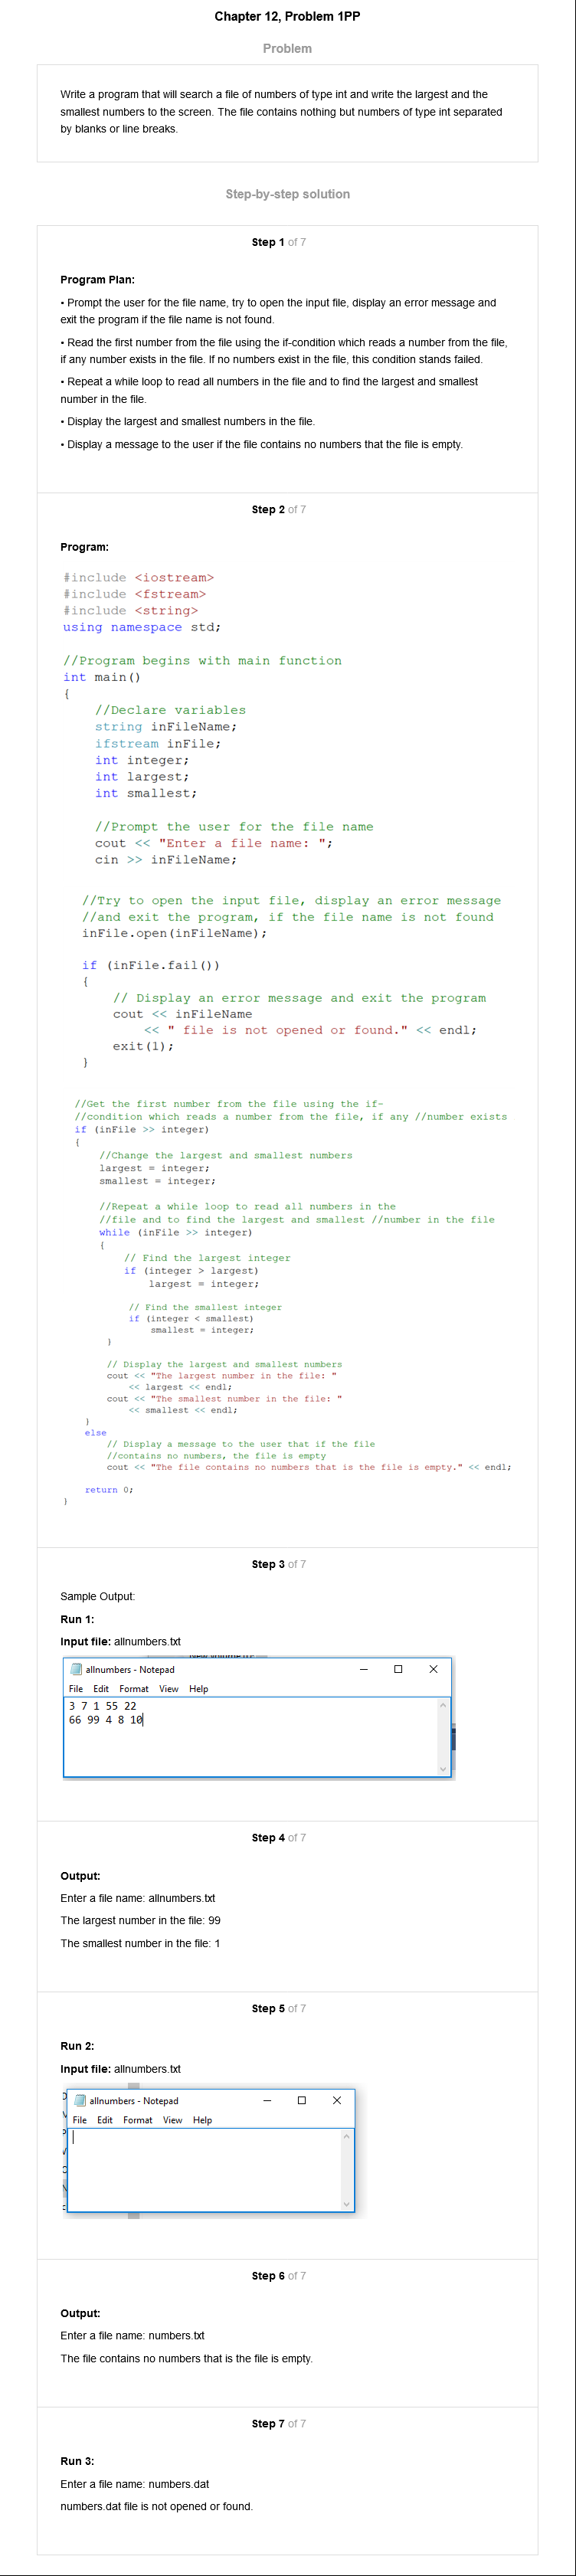 Chapter 12, Problem 1PP
Problem
Write a program that will search a file of numbers of type int and write the largest and the
smallest numbers to the screen. The file contains nothing but numbers of type int separated
by blanks or line breaks.
Step-by-step solution
Step 1 of 7
Program Plan:
• Prompt the user for the file name, try to open the input file, display an error message and
exit the program if the file name is not found.
• Read the first number from the file using the if-condition which reads a number from the file,
if any number exists in the file. If no numbers exist in the file, this condition stands failed.
• Repeat a while loop to read all numbers in the file and to find the largest and smallest
number in the file.
• Display the largest and smallest numbers in the file.
• Display a message to the user if the file contains no numbers that the file is empty.
Step 2 of 7
Program:
#include <iostream>
#include <fstream>
#include <string>
using namespace std;
//Program begins with main function
int main()
{
//Declare variables
string inFileName;
ifstream inFile;
int integer;
int largest;
int smallest;
//Prompt the user for the file name
cout << "Enter a file name: ";
cin >> inFileName;
//Try to open the input file, display an error message
//and exit the program, if the file name is not found
inFile.open(inFileName);
if (inFile.fail())
{
// Display an error message and exit the program
cout << inFileName
<< " file is not opened or found." << endl;
exit(1);
}
//Get the first number from the file using the if-
//condition which reads a number from the file, if any //number exists
if (inFile >> integer)
{
//Change the largest and smallest numbers
largest = integer;
smallest = integer;
//Repeat a while loop to read all numbers in the
//file and to find the largest and smallest //number in the file
while (inFile >> integer)
{
// Find the largest integer
if (integer > largest)
largest = integer;
// Find the smallest integer
if (integer < smallest)
smallest = integer;
}
// Display the largest and smallest numbers
cout << "The largest number in the file: "
<< largest << endl;
cout << "The smallest number in the file: "
<< smallest << endl;
}
else
// Display a message to the user that if the file
//contains no numbers, the file is empty
cout << "The file contains no numbers that is the file is empty." << endl;
return 0;
}
Step 3 of 7
Sample Output:
Run 1:
Input file: allnumbers.txt
allnumbers - Notepad
File Edit Format View Help
3 7 1 55 22
66 99 4 8 10
Step 4 of 7
Output:
Enter a file name: allnumbers.txt
The largest number in the file: 99
The smallest number in the file: 1
Step 5 of 7
Run 2:
Input file: allnumbers.txt
allnumbers - Notepad
File Edit Format View Help
Step 6 of 7
Output:
Enter a file name: numbers.txt
The file contains no numbers that is the file is empty.
Step 7 of 7
Run 3:
Enter a file name: numbers.dat
numbers.dat file is not opened or found.